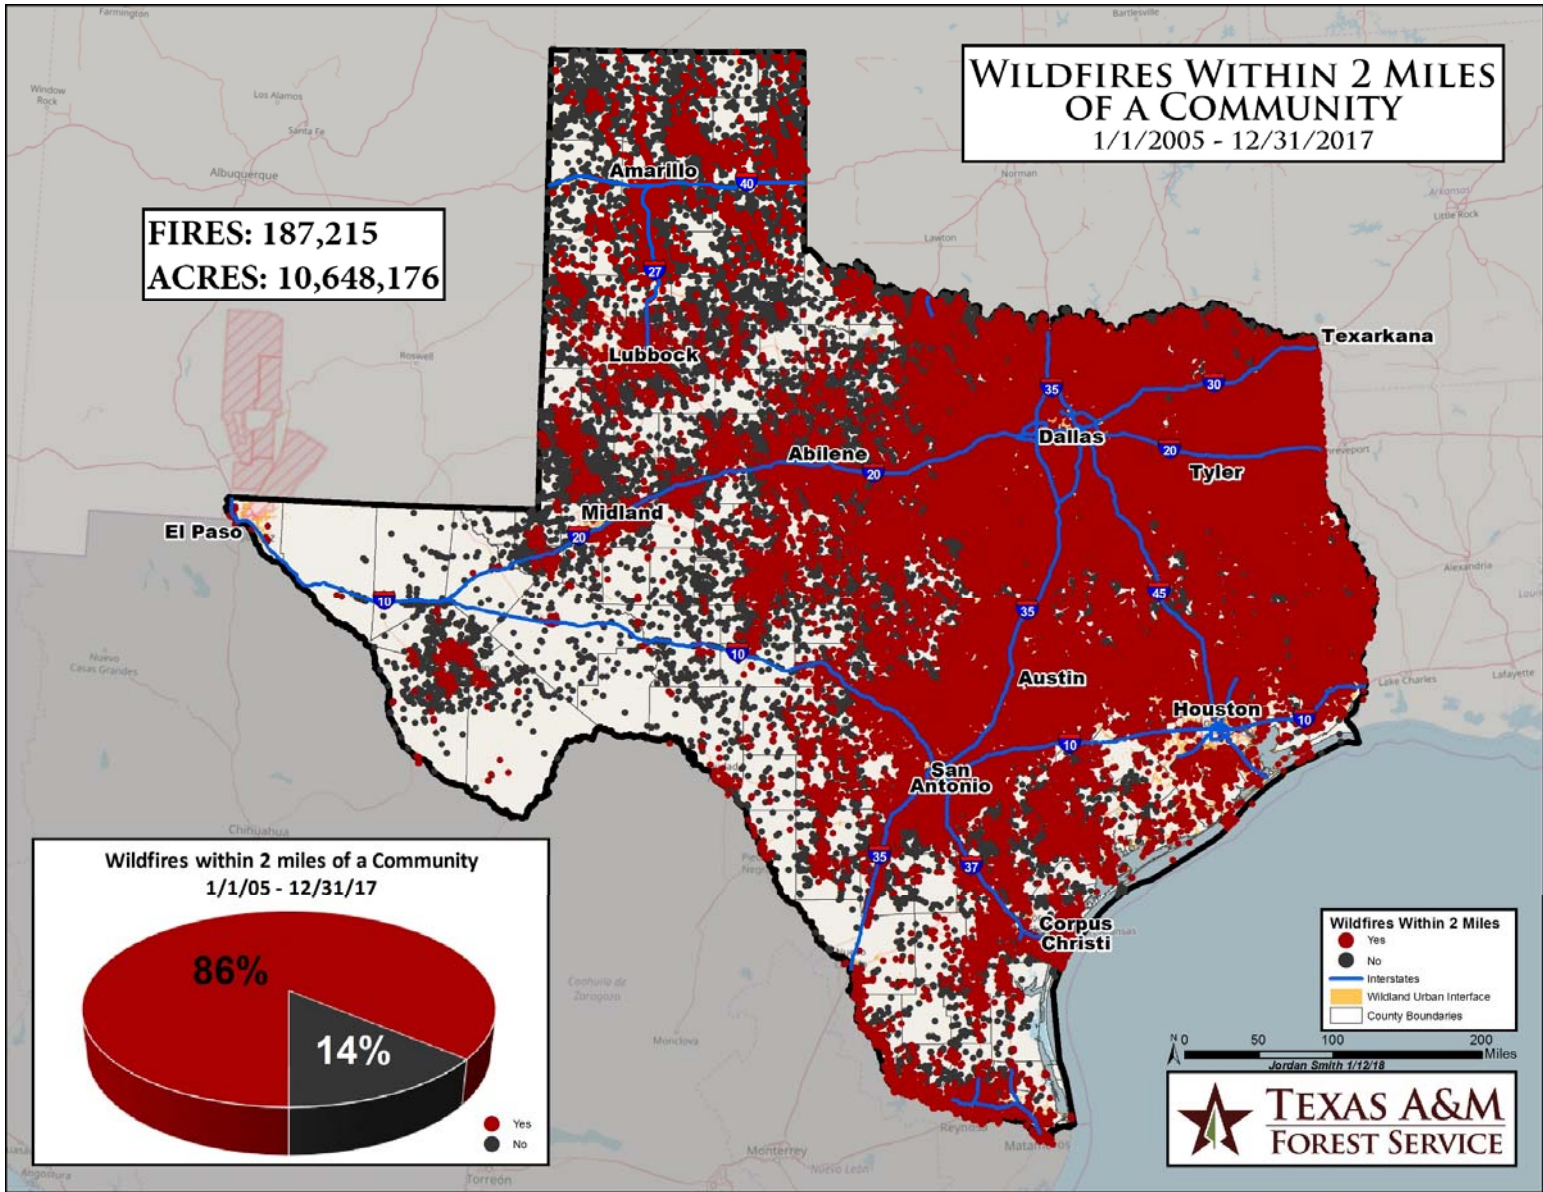 Farmington
Bartlesville
WILDFIRES WITHIN 2 MILES
OF A COMMUNITY
1/1/2005 - 12/31/2017
Window
Rock
Los Alamos
Santa Fe
Albuquerque
Amarillo
40
Norman
Arkansas
Little Rock
FIRES: 187,215
ACRES: 10,648,176
Lawton
27
Roswell
Lubbock
Texarkana
35
30
Dallas
Abilene
20
20
Tyler
Midland
20
El Paso
Alexandria
10
45
35
Nuevo
Casas Grandes
10
Austin
Lake Charles
Lafayette
Houston
10
10
San
Antonio
Chihuahua
35
37
Corpus
Christi
Wildfires within 2 miles of a Community
1/1/05 - 12/31/17
86%
14%
Yes
No
Coahuila de
Zaragoza
Monclova
Wildfires Within 2 Miles
Yes
No
Interstates
Wildland Urban Interface
County Boundaries
N 0 50 100 200
Miles
Jordan Smith 1/12/18
TEXAS A&M
FOREST SERVICE
Reynosa
Matamoros
Monterrey
Nuevo León
Torreón
Angostura